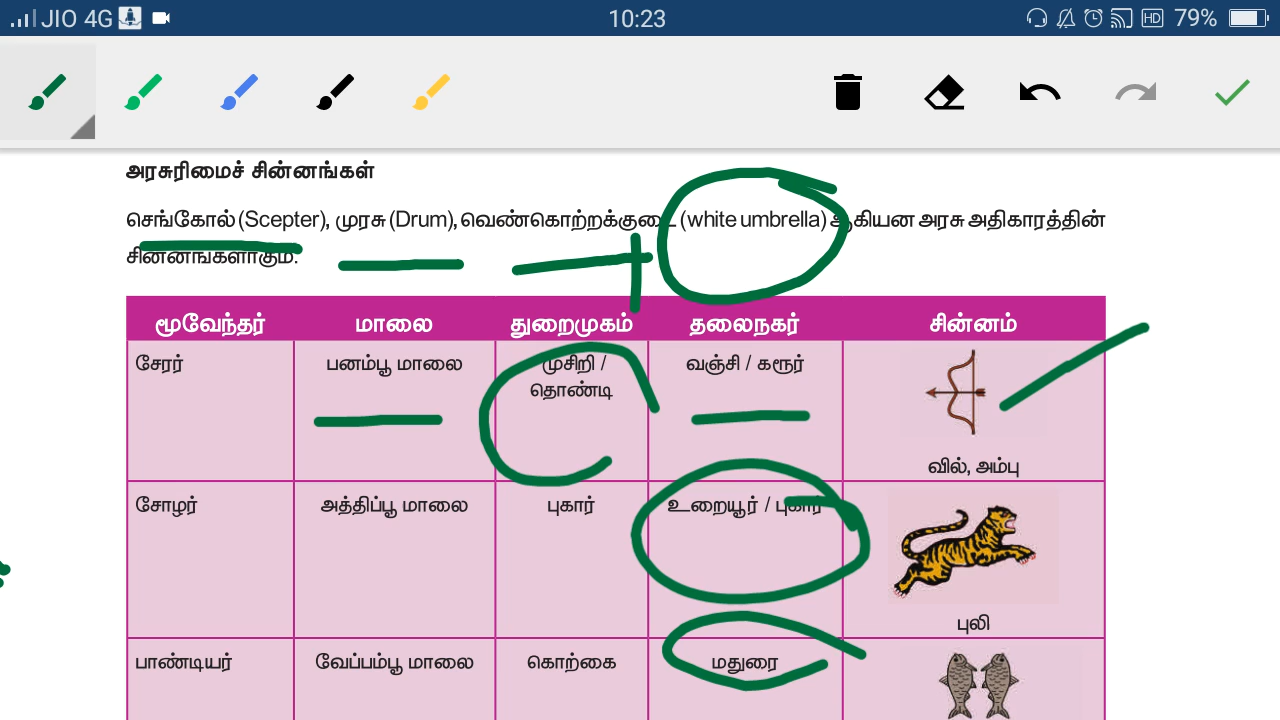 JIO 4G 10:23 HD 79%
அரசுரிமைச் சின்னங்கள்
செங்கோல் (Scepter), முரசு (Drum), வெண்கொற்றக்குடை (white umbrella) ஆகியன அரசு அதிகாரத்தின்
சின்னங்களாகும்.
மூவேந்தர் மாலை துறைமுகம் தலைநகர் சின்னம்
சேரர் பனம்பூ மாலை முசிறி / வஞ்சி / கரூர்
தொண்டி
வில், அம்பு
சோழர் அத்திப்பூ மாலை புகார் உறையூர் / புகார்
புலி
பாண்டியர் வேப்பம்பூ மாலை கொற்கை மதுரை